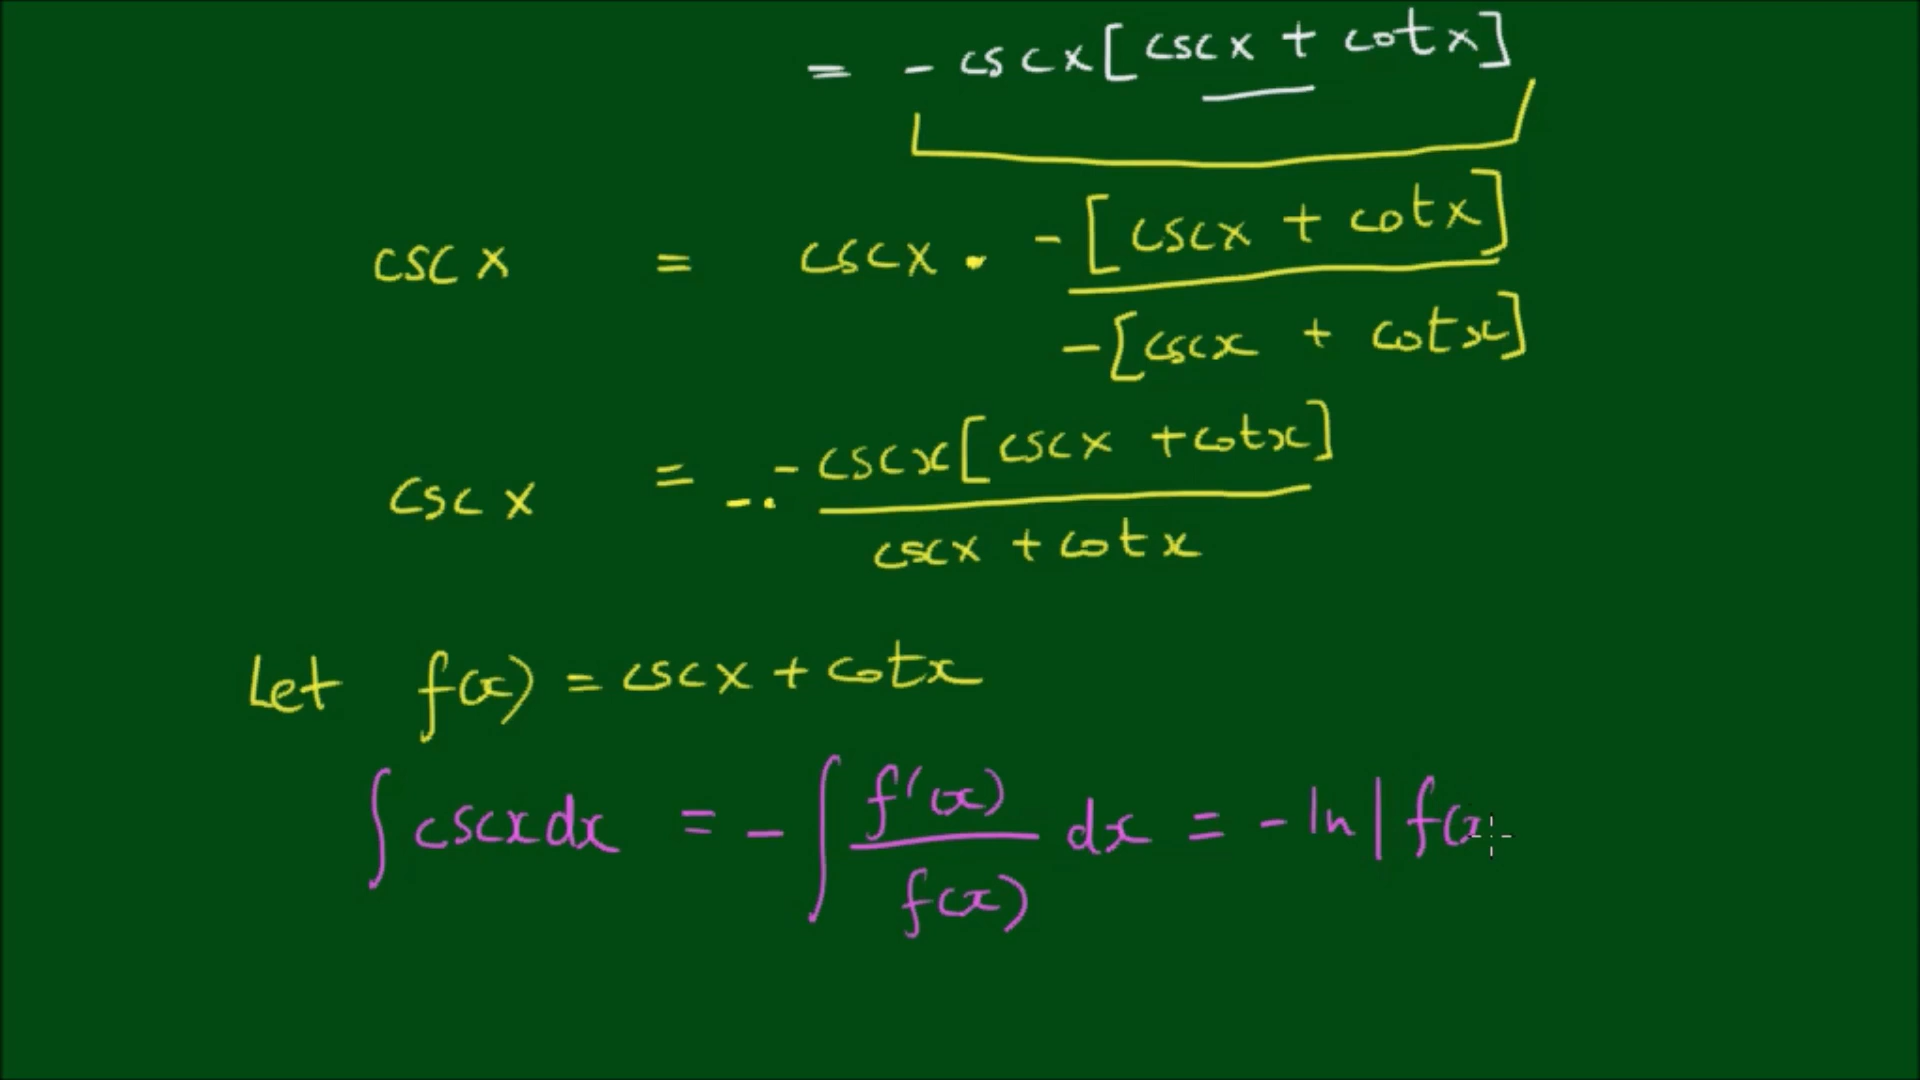 = - cscx[cscx + cotx]
cscx = cscx · -[cscx + cotx] / -[cscx + cotx]
cscx = - · -cscx[cscx + cotx] / cscx + cotx
Let f(x) = cscx + cotx
∫cscxdx = -∫ f'(x) / f(x) dx = -ln|f(x